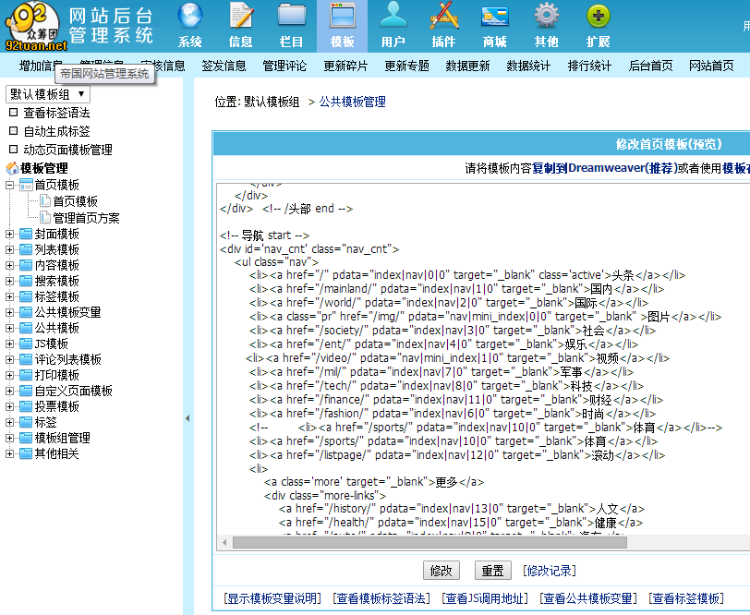 92
众筹团
92tuan.net
网站后台
管理系统
系统
信息
栏目
模板
用户
插件
商城
其他
扩展
增加信息
审核信息
签发信息
管理评论
更新碎片
更新专题
数据更新
数据统计
排行统计
后台首页
网站首页
帝国网站管理系统
默认模板组
查看标签语法
自动生成标签
动态页面模板管理
模板管理
首页模板
首页模板
管理首页方案
封面模板
列表模板
内容模板
搜索模板
标签模板
公共模板变量
公共模板
JS模板
评论列表模板
打印模板
自定义页面模板
投票模板
标签
模板组管理
其他相关
位置: 默认模板组 > 公共模板管理
修改首页模板(预览)
请将模板内容复制到Dreamweaver(推荐)或者使用模板在
</div>
</div>
</div> <!-- /头部 end -->
<!-- 导航 start -->
<div id='nav_cnt' class="nav_cnt">
<ul class="nav">
<li><a href="/" pdata="index|nav|0|0" target="_blank" class='active'>头条</a></li>
<li><a href="/mainland/" pdata="index|nav|1|0" target="_blank">国内</a></li>
<li><a href="/world/" pdata="index|nav|2|0" target="_blank">国际</a></li>
<li><a class="pr" href="/img/" pdata="nav|mini_index|0|0" target="_blank" >图片</a></li>
<li><a href="/society/" pdata="index|nav|3|0" target="_blank">社会</a></li>
<li><a href="/ent/" pdata="index|nav|4|0" target="_blank">娱乐</a></li>
<li><a href="/video/" pdata="nav|mini_index|1|0" target="_blank">视频</a></li>
<li><a href="/mil/" pdata="index|nav|7|0" target="_blank">军事</a></li>
<li><a href="/tech/" pdata="index|nav|8|0" target="_blank">科技</a></li>
<li><a href="/finance/" pdata="index|nav|11|0" target="_blank">财经</a></li>
<li><a href="/fashion/" pdata="index|nav|6|0" target="_blank">时尚</a></li>
<!-- <li><a href="/sports/" pdata="index|nav|10|0" target="_blank">体育</a></li>-->
<li><a href="/sports/" pdata="index|nav|10|0" target="_blank">体育</a></li>
<li><a href="/listpage/" pdata="index|nav|12|0" target="_blank">滚动</a></li>
<li>
<a class='more' target="_blank">更多</a>
<div class="more-links">
<a href="/history/" pdata="index|nav|13|0" target="_blank">人文</a>
<a href="/health/" pdata="index|nav|15|0" target="_blank">健康</a>
修改
重置
[修改记录]
[显示模板变量说明] [查看模板标签语法] [查看JS调用地址] [查看公共模板变量] [查看标签模板]